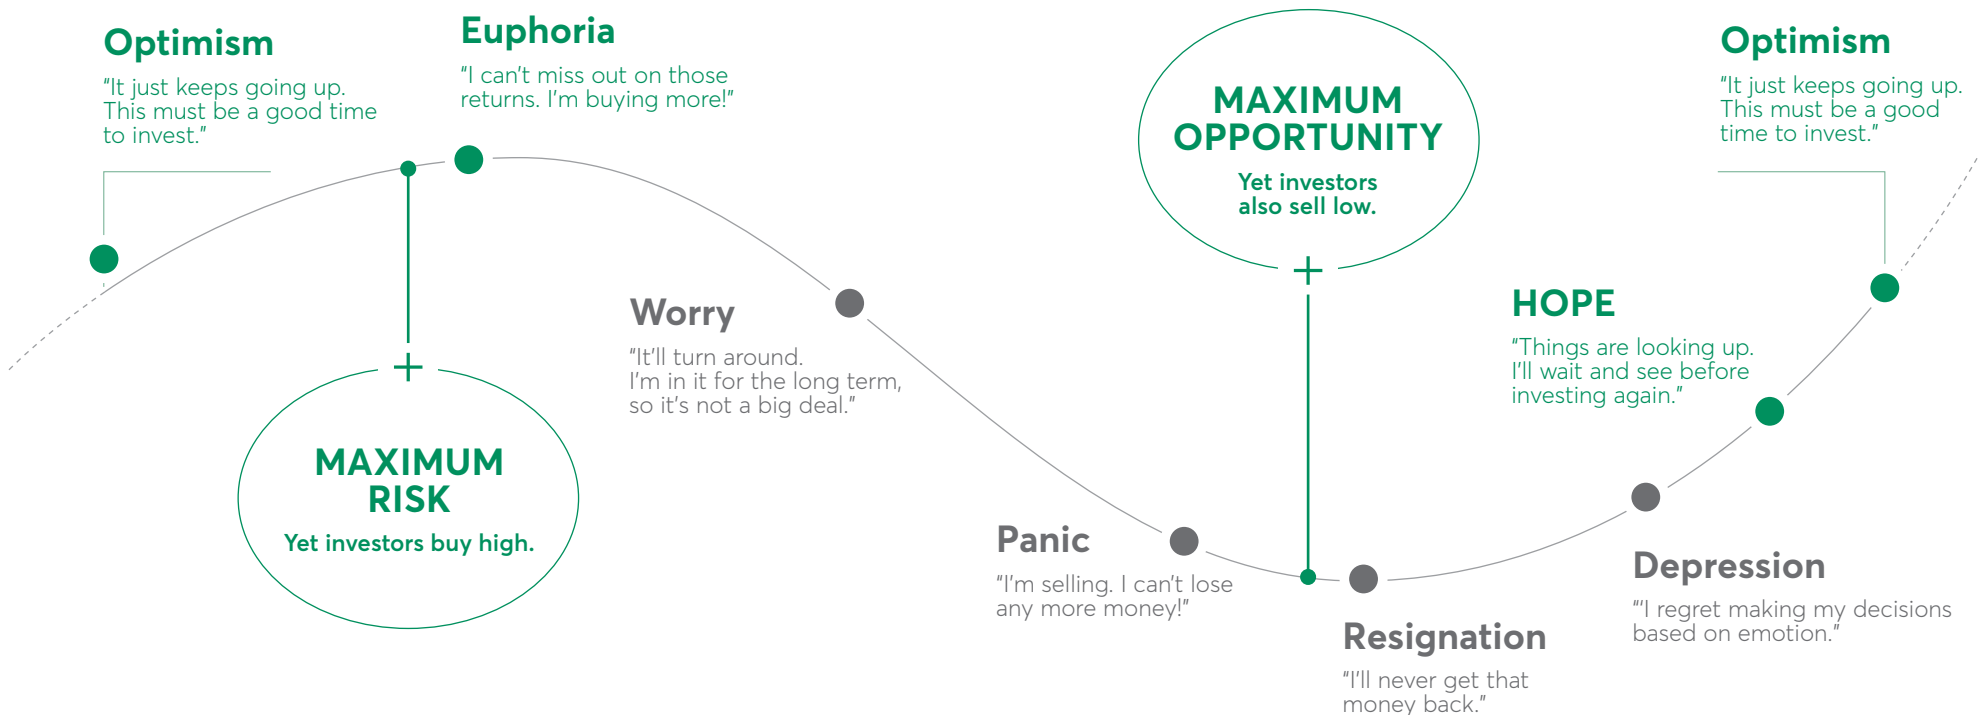 Optimism
"It just keeps going up.
This must be a good time
to invest."
Euphoria
"I can't miss out on those
returns. I'm buying more!"
MAXIMUM
RISK
Yet investors buy high.
Worry
"It'll turn around.
I'm in it for the long term,
so it's not a big deal."
Panic
"I'm selling. I can't lose
any more money!"
MAXIMUM
OPPORTUNITY
Yet investors
also sell low.
Resignation
"I'll never get that
money back."
Depression
"'I regret making my decisions
based on emotion."
HOPE
"Things are looking up.
I'll wait and see before
investing again."
Optimism
"It just keeps going up.
This must be a good
time to invest."